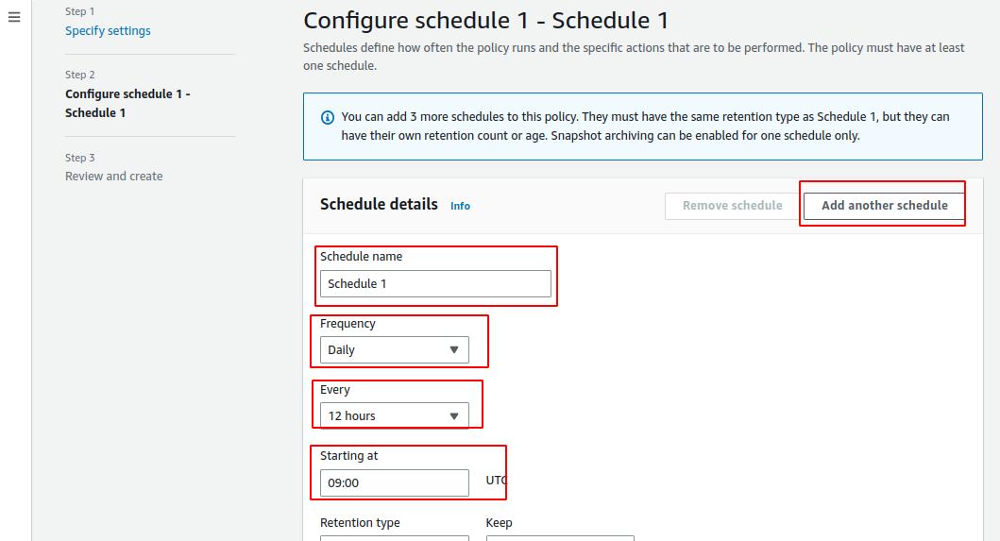 Step 1
Specify settings
Step 2
Configure schedule 1 -
Schedule 1
Step 3
Review and create
Configure schedule 1 - Schedule 1
Schedules define how often the policy runs and the specific actions that are to be performed. The policy must have at least
one schedule.
You can add 3 more schedules to this policy. They must have the same retention type as Schedule 1, but they can
have their own retention count or age. Snapshot archiving can be enabled for one schedule only.
Schedule details Info
Remove schedule
Add another schedule
Schedule name
Schedule 1
Frequency
Daily
Every
12 hours
Starting at
09:00 UTC
Retention type Keep